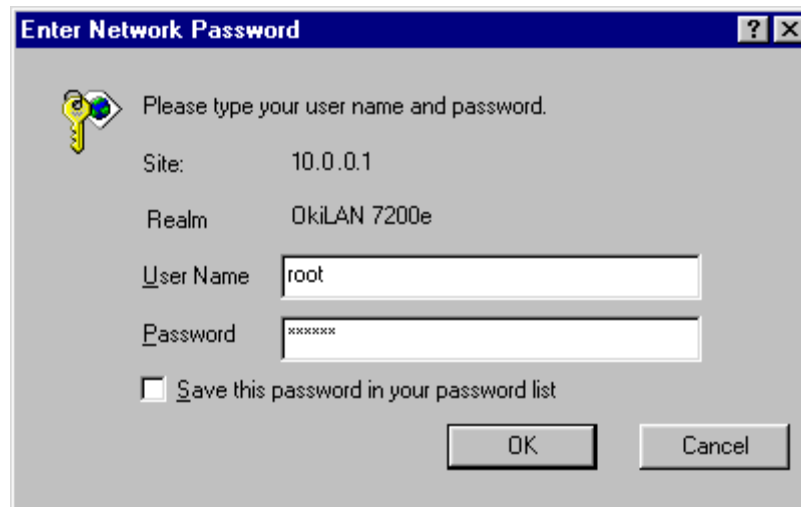 Enter Network Password
Please type your user name and password.
Site: 10.0.0.1
Realm OkiLAN 7200e
User Name root
Password ××××××
Save this password in your password list
OK Cancel